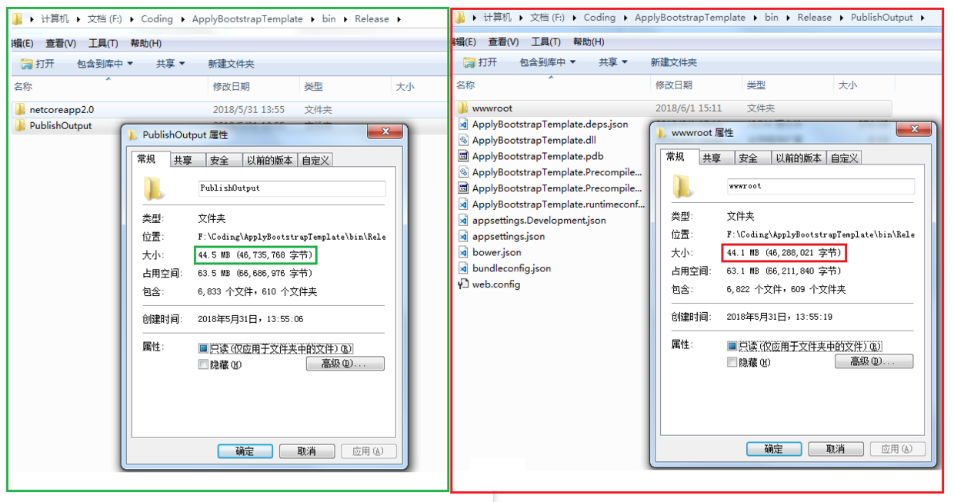 计算机 ▸ 文档 (F:) ▸ Coding ▸ ApplyBootstrapTemplate ▸ bin ▸ Release ▸
编辑(E) 查看(V) 工具(T) 帮助(H)
打开 包含到库中 ▼ 共享 ▼ 新建文件夹
名称 修改日期 类型 大小
netcoreapp2.0 2018/5/31 13:55 文件夹
PublishOutput
PublishOutput 属性
常规 共享 安全 以前的版本 自定义
PublishOutput
类型: 文件夹
位置: F:\Coding\ApplyBootstrapTemplate\bin\Rele
大小: 44.5 MB (46,735,768 字节)
占用空间: 63.5 MB (66,686,976 字节)
包含: 6,833 个文件，610 个文件夹
创建时间: 2018年5月31日，13:55:06
属性: 只读(仅应用于文件夹中的文件)(R)
隐藏(H) 高级(D)...
确定 取消 应用(A)
计算机 ▸ 文档 (F:) ▸ Coding ▸ ApplyBootstrapTemplate ▸ bin ▸ Release ▸ PublishOutput ▸
编辑(E) 查看(V) 工具(T) 帮助(H)
打开 包含到库中 ▼ 共享 ▼ 新建文件夹
名称 修改日期 类型 大小
wwwroot 2018/6/1 15:11 文件夹
ApplyBootstrapTemplate.deps.json
ApplyBootstrapTemplate.dll
ApplyBootstrapTemplate.pdb
ApplyBootstrapTemplate.Precompile...
ApplyBootstrapTemplate.Precompile...
ApplyBootstrapTemplate.runtimeconf...
appsettings.Development.json
appsettings.json
bower.json
bundleconfig.json
web.config
wwwroot 属性
常规 共享 安全 以前的版本 自定义
wwwroot
类型: 文件夹
位置: F:\Coding\ApplyBootstrapTemplate\bin\Rele
大小: 44.1 MB (46,288,021 字节)
占用空间: 63.1 MB (66,211,840 字节)
包含: 6,822 个文件，609 个文件夹
创建时间: 2018年5月31日，13:55:19
属性: 只读(仅应用于文件夹中的文件)(R)
隐藏(H) 高级(D)...
确定 取消 应用(A)